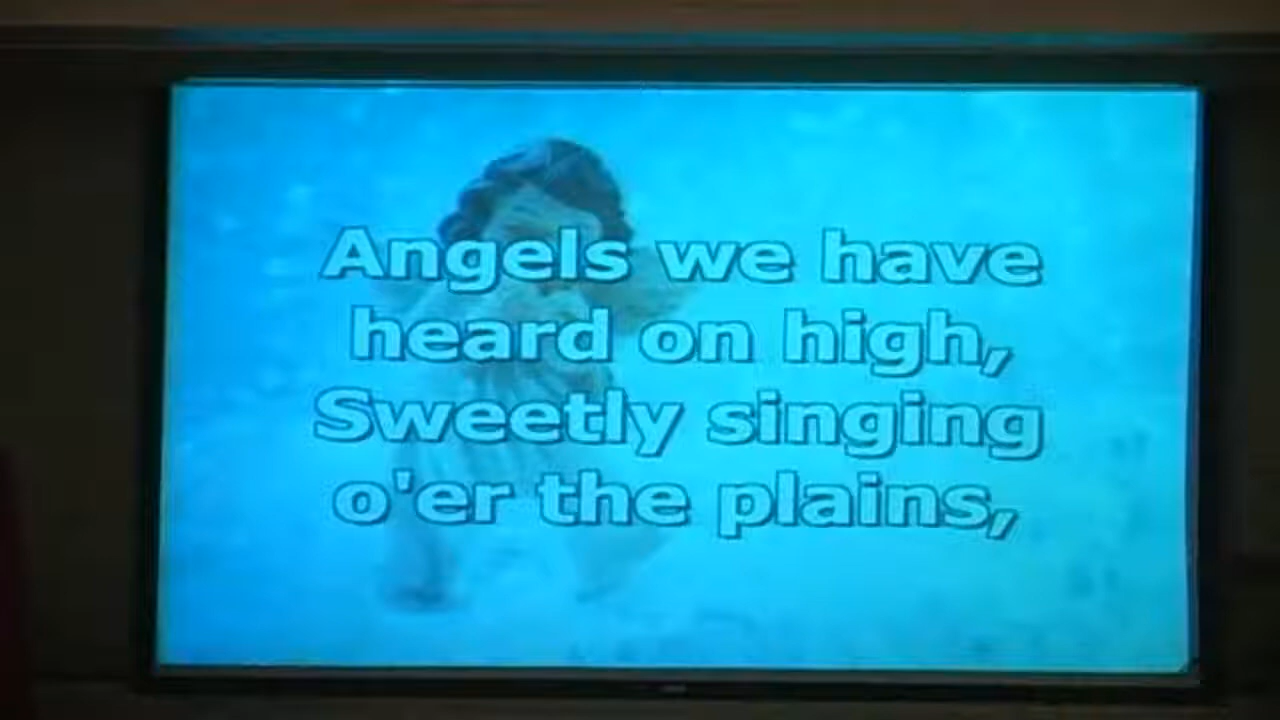 Angels we have
heard on high,
Sweetly singing
o'er the plains,